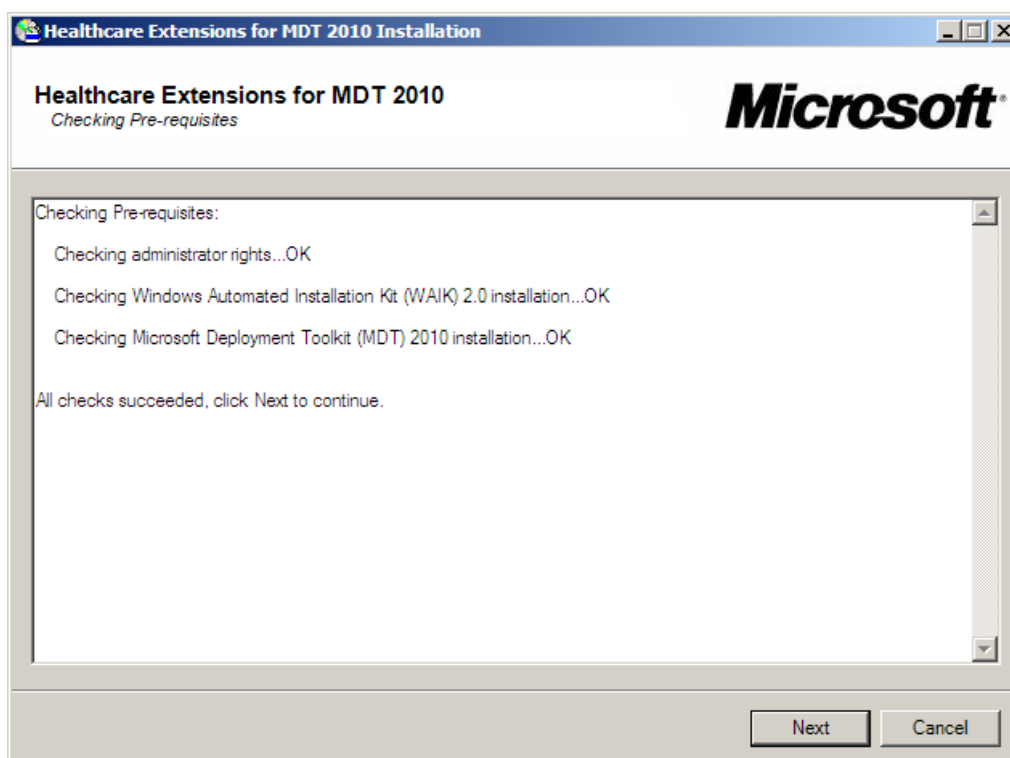 Healthcare Extensions for MDT 2010 Installation
Healthcare Extensions for MDT 2010
Checking Pre-requisites
Microsoft®
Checking Pre-requisites:
Checking administrator rights...OK
Checking Windows Automated Installation Kit (WAIK) 2.0 installation...OK
Checking Microsoft Deployment Toolkit (MDT) 2010 installation...OK
All checks succeeded, click Next to continue.
Next
Cancel